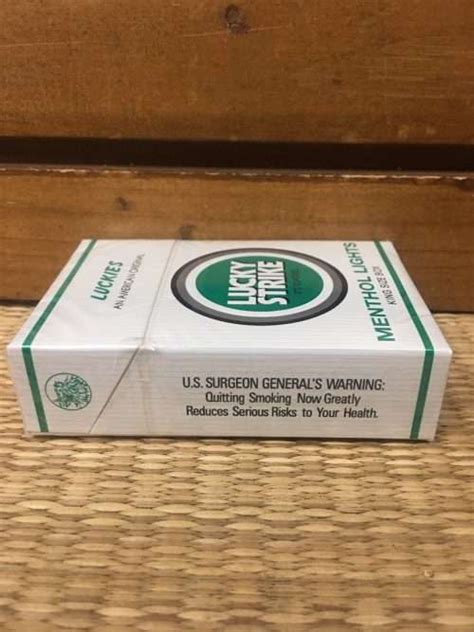 LUCKIES
AN AMERICAN ORIGINAL
LUCKY
STRIKE
MENTHOL LIGHTS
KING SIZE BOX
U.S. SURGEON GENERAL'S WARNING:
Quitting Smoking Now Greatly
Reduces Serious Risks to Your Health.